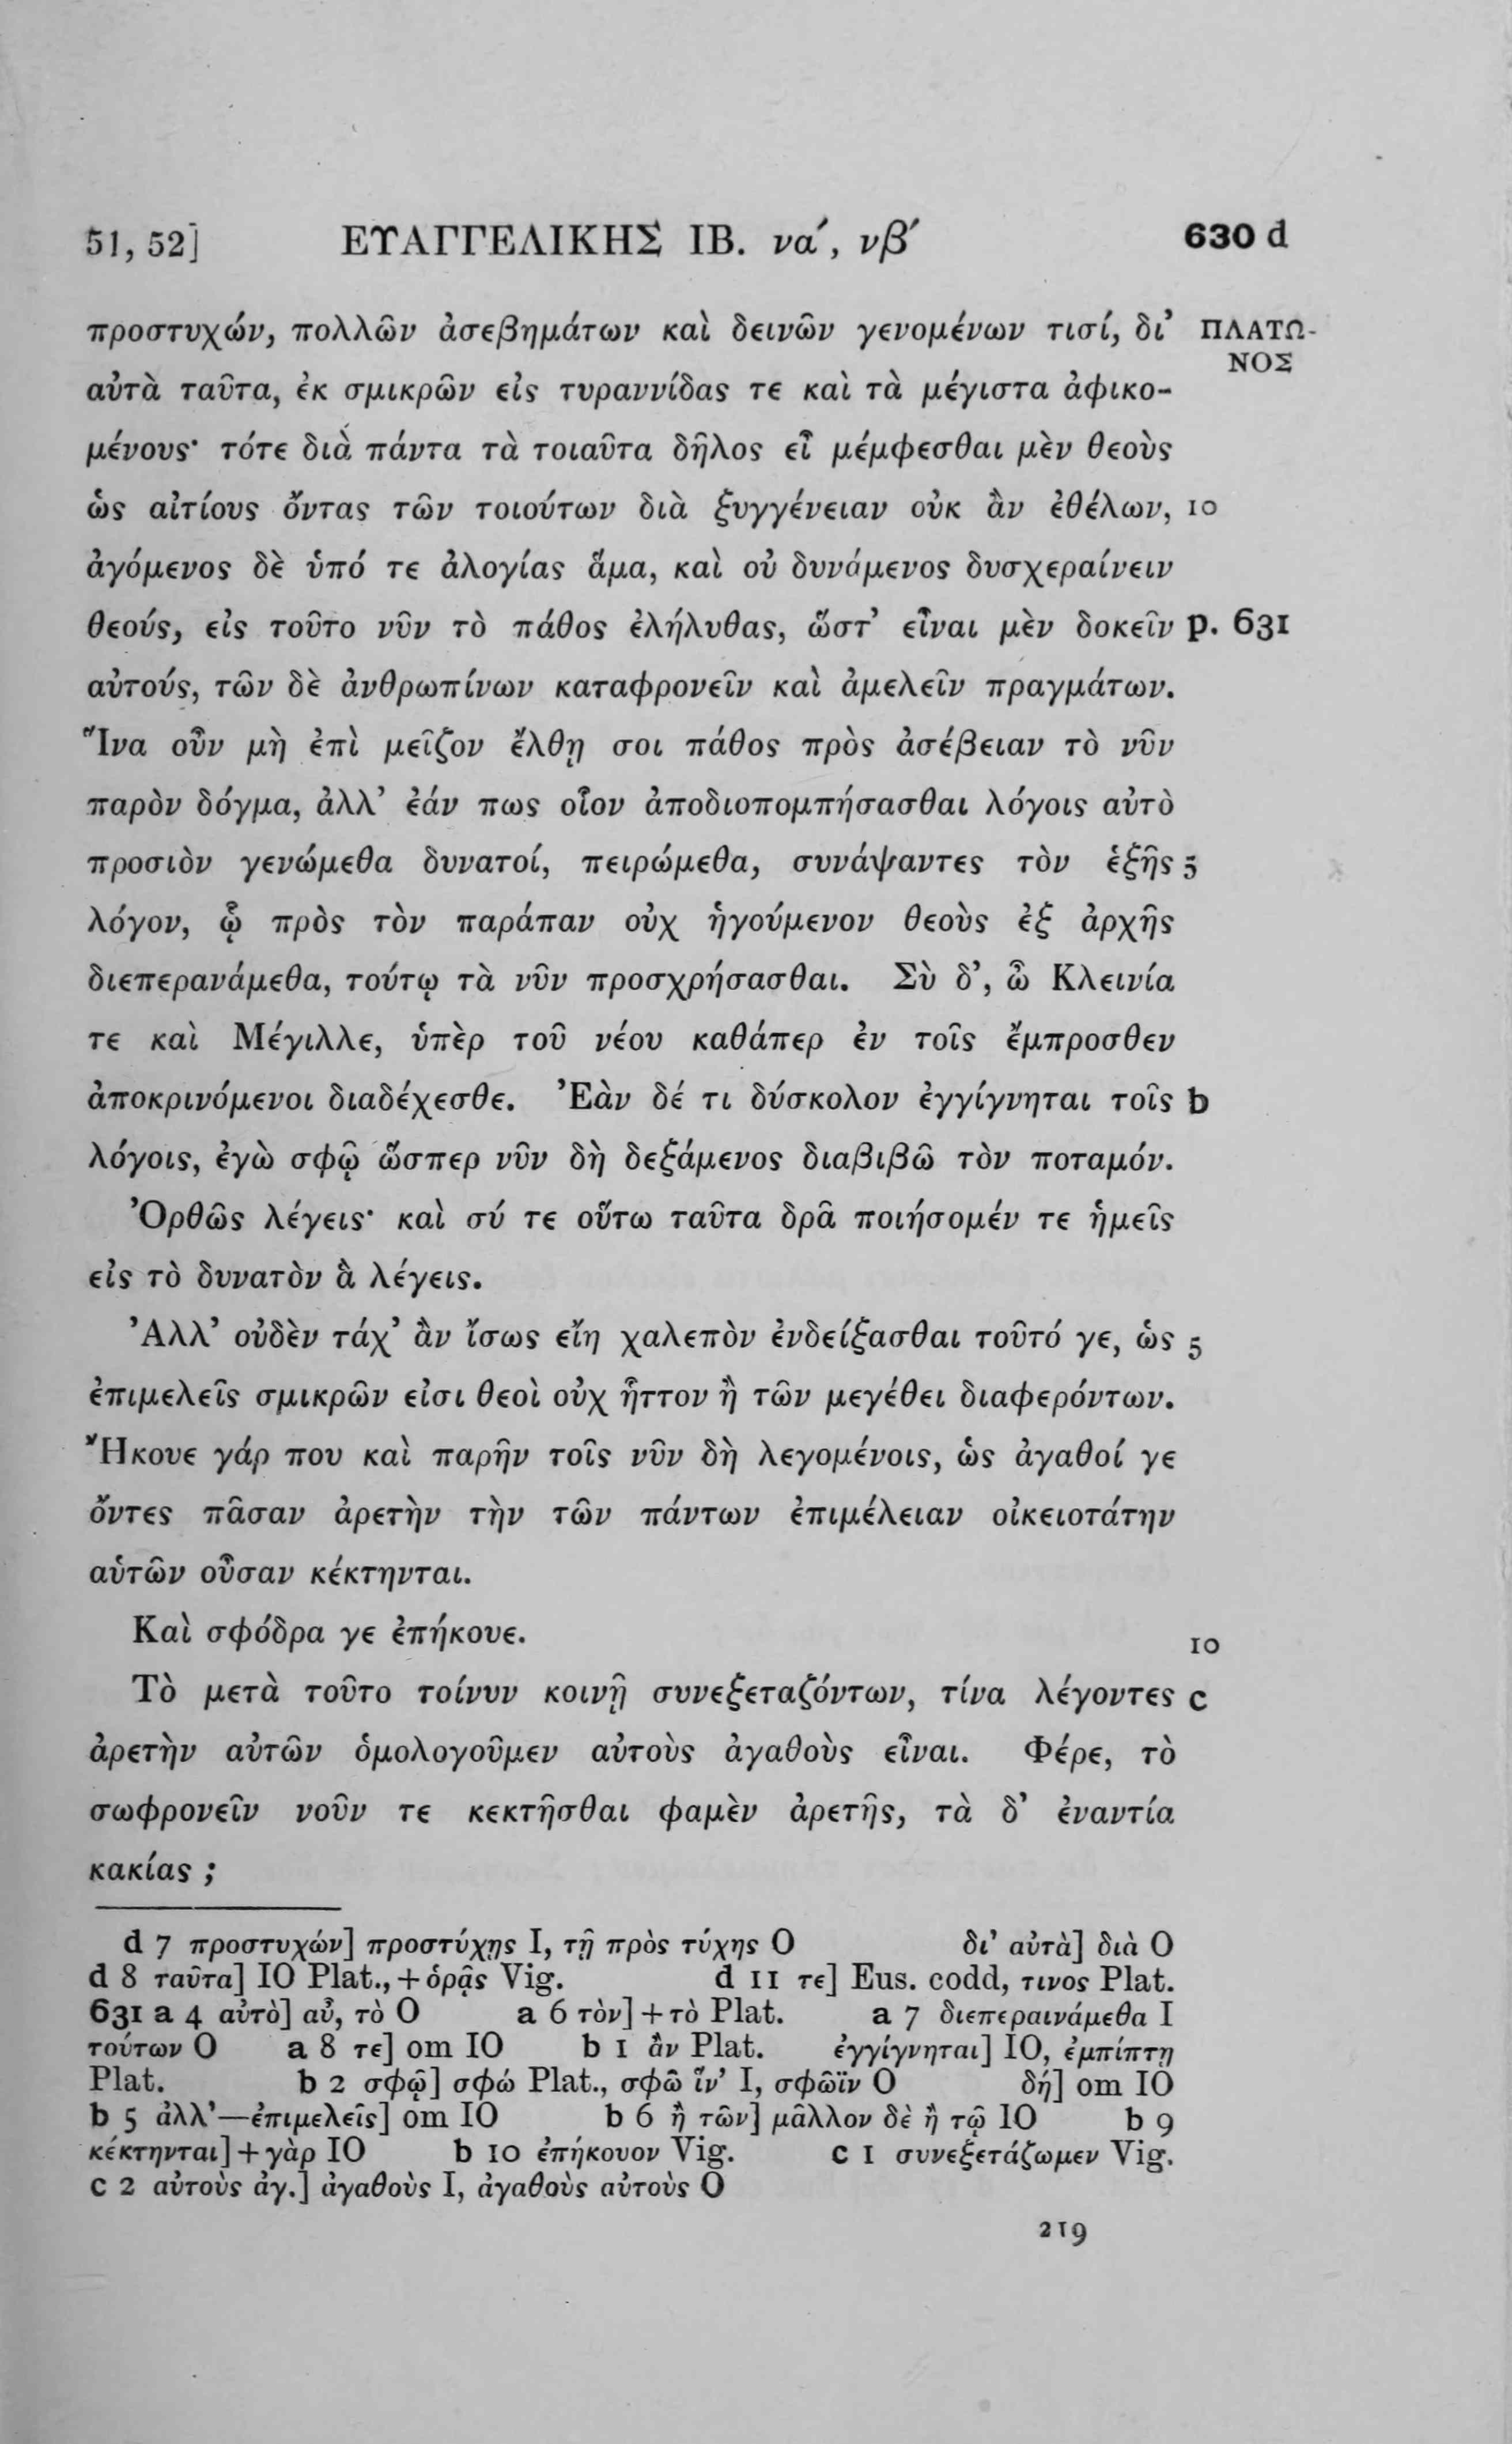 51, 52] ΕΥΑΓΓΕΛΙΚΗΣ ΙΒ. να´, νβ´ 630 d
προστυχών, πολλῶν ἀσεβημάτων καὶ δεινῶν γενομένων τισί, δι’ ΠΛΑΤΩ-
ΝΟΣ
αὐτὰ ταῦτα, ἐκ σμικρῶν εἰς τυραννίδας τε καὶ τὰ μέγιστα ἀφικο-
μένους· τότε διὰ πάντα τὰ τοιαῦτα δῆλος εἶ μέμφεσθαι μὲν θεοὺς
ὡς αἰτίους ὄντας τῶν τοιούτων διὰ ξυγγένειαν οὐκ ἂν ἐθέλων, 10
ἀγόμενος δὲ ὑπό τε ἀλογίας ἅμα, καὶ οὐ δυνάμενος δυσχεραίνειν
θεούς, εἰς τοῦτο νῦν τὸ πάθος ἐλήλυθας, ὥστ’ εἶναι μὲν δοκεῖν p. 631
αὐτούς, τῶν δὲ ἀνθρωπίνων καταφρονεῖν καὶ ἀμελεῖν πραγμάτων.
Ἵνα οὖν μὴ ἐπὶ μεῖζον ἔλθῃ σοι πάθος πρὸς ἀσέβειαν τὸ νῦν
παρὸν δόγμα, ἀλλ’ ἐάν πως οἷον ἀποδιοπομπήσασθαι λόγοις αὐτὸ
προσιὸν γενώμεθα δυνατοί, πειρώμεθα, συνάψαντες τὸν ἑξῆς 5
λόγον, ᾧ πρὸς τὸν παράπαν οὐχ ἡγούμενον θεοὺς ἐξ ἀρχῆς
διεπερανάμεθα, τούτῳ τὰ νῦν προσχρήσασθαι. Σὺ δ’, ὦ Κλεινία
τε καὶ Μέγιλλε, ὑπὲρ τοῦ νέου καθάπερ ἐν τοῖς ἔμπροσθεν
ἀποκρινόμενοι διαδέχεσθε. Ἐὰν δέ τι δύσκολον ἐγγίγνηται τοῖς b
λόγοις, ἐγὼ σφῷ ὥσπερ νῦν δὴ δεξάμενος διαβιβῶ τὸν ποταμόν.
Ὀρθῶς λέγεις· καὶ σύ τε οὕτω ταῦτα δρᾶ ποιήσομέν τε ἡμεῖς
εἰς τὸ δυνατὸν ἃ λέγεις.
Ἀλλ’ οὐδὲν τάχ’ ἂν ἴσως εἴη χαλεπὸν ἐνδείξασθαι τοῦτό γε, ὡς 5
ἐπιμελεῖς σμικρῶν εἰσι θεοὶ οὐχ ἧττον ἢ τῶν μεγέθει διαφερόντων.
Ἤκουε γάρ που καὶ παρῆν τοῖς νῦν δὴ λεγομένοις, ὡς ἀγαθοί γε
ὄντες πᾶσαν ἀρετὴν τὴν τῶν πάντων ἐπιμέλειαν οἰκειοτάτην
αὑτῶν οὖσαν κέκτηνται.
Καὶ σφόδρα γε ἐπήκουε. 10
Τὸ μετὰ τοῦτο τοίνυν κοινῇ συνεξεταζόντων, τίνα λέγοντες c
ἀρετὴν αὐτῶν ὁμολογοῦμεν αὐτοὺς ἀγαθοὺς εἶναι. Φέρε, τὸ
σωφρονεῖν νοῦν τε κεκτῆσθαι φαμὲν ἀρετῆς, τὰ δ’ ἐναντία
κακίας ;
d 7 προστυχών] προστύχῃς I, τῇ πρὸς τύχης O δι’ αὐτὰ] διὰ O
d 8 ταῦτα] IO Plat., + ὁρᾷς Vig. d 11 τε] Eus. codd, τινος Plat.
631 a 4 αὐτὸ] αὖ, τὸ O a 6 τὸν] + τὸ Plat. a 7 διεπεραινάμεθα I
τούτων O a 8 τε] om IO b 1 ἂν Plat. ἐγγίγνηται] IO, ἐμπίπτῃ
Plat. b 2 σφῷ] σφώ Plat., σφῶ ἵν’ I, σφῶϊν O δή] om IO
b 5 ἀλλ’—ἐπιμελεῖς] om IO b 6 ἢ τῶν] μᾶλλον δὲ ἢ τῷ IO b 9
κέκτηνται] + γὰρ IO b 10 ἐπήκουον Vig. c 1 συνεξετάζωμεν Vig.
c 2 αὐτοὺς ἀγ.] ἀγαθοὺς I, ἀγαθοὺς αὐτοὺς O
219